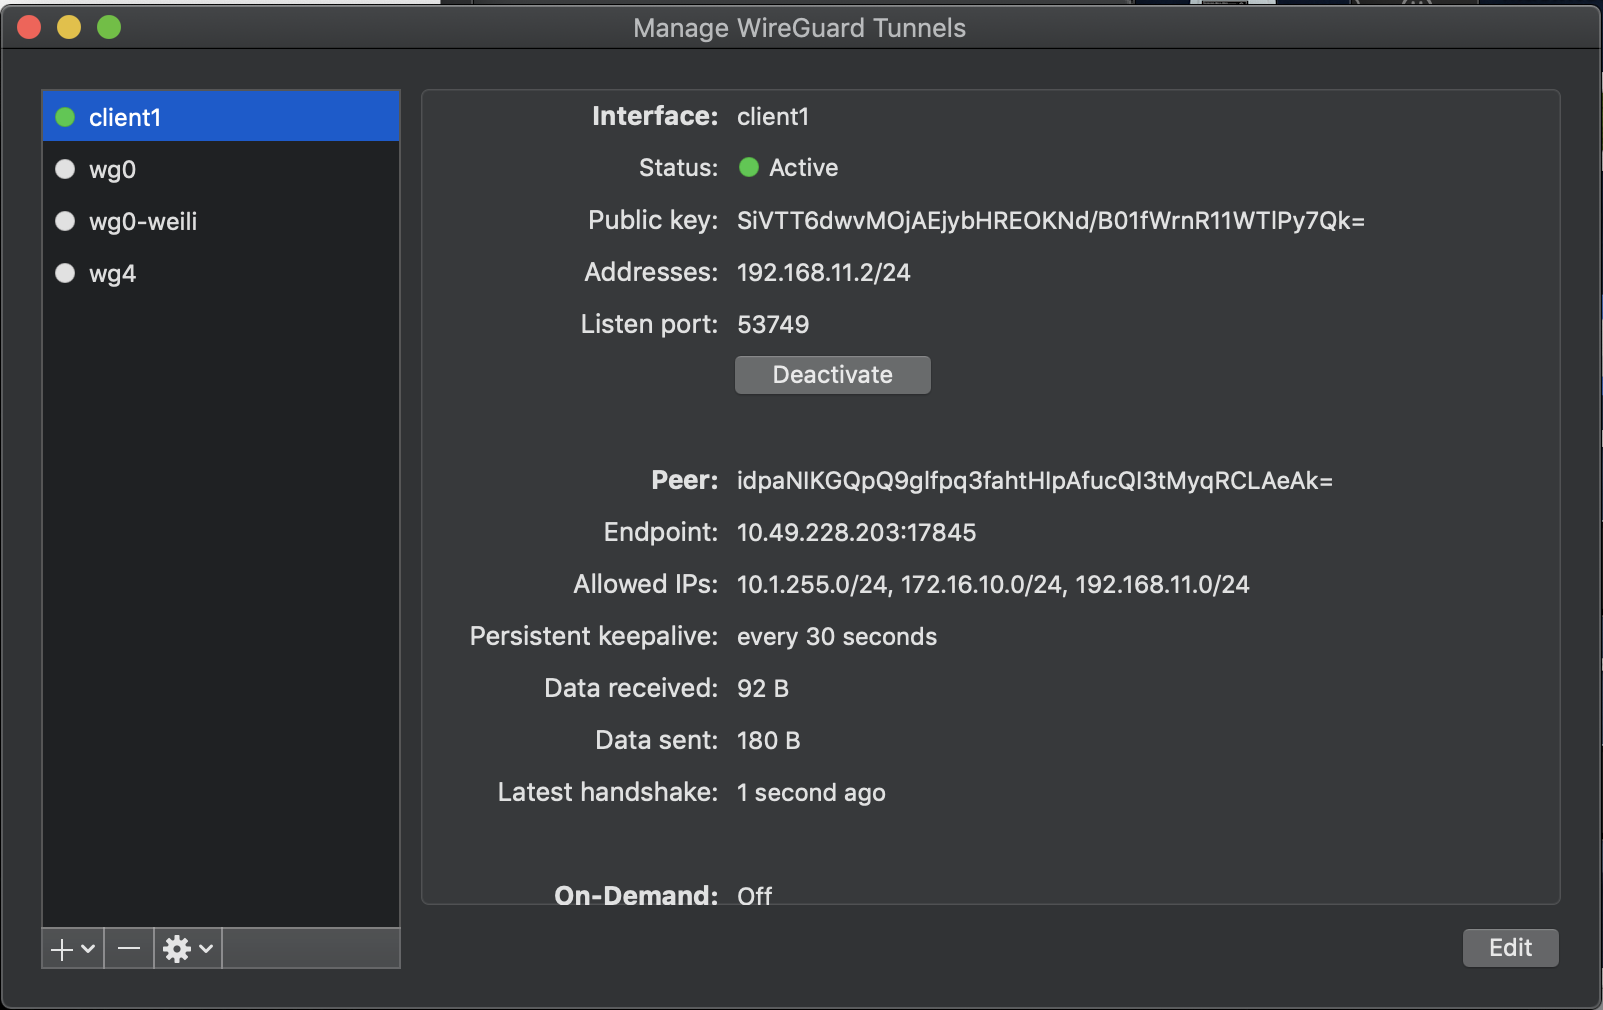 Manage WireGuard Tunnels
client1
wg0
wg0-weili
wg4
Interface: client1
Status: Active
Public key: SiVTT6dwvMOjAEjybHREOKNd/B01fWrnR11WTlPy7Qk=
Addresses: 192.168.11.2/24
Listen port: 53749
Deactivate
Peer: idpaNIKGQpQ9glfpq3fahtHIpAfucQI3tMyqRCLAeAk=
Endpoint: 10.49.228.203:17845
Allowed IPs: 10.1.255.0/24, 172.16.10.0/24, 192.168.11.0/24
Persistent keepalive: every 30 seconds
Data received: 92 B
Data sent: 180 B
Latest handshake: 1 second ago
On-Demand: Off
Edit